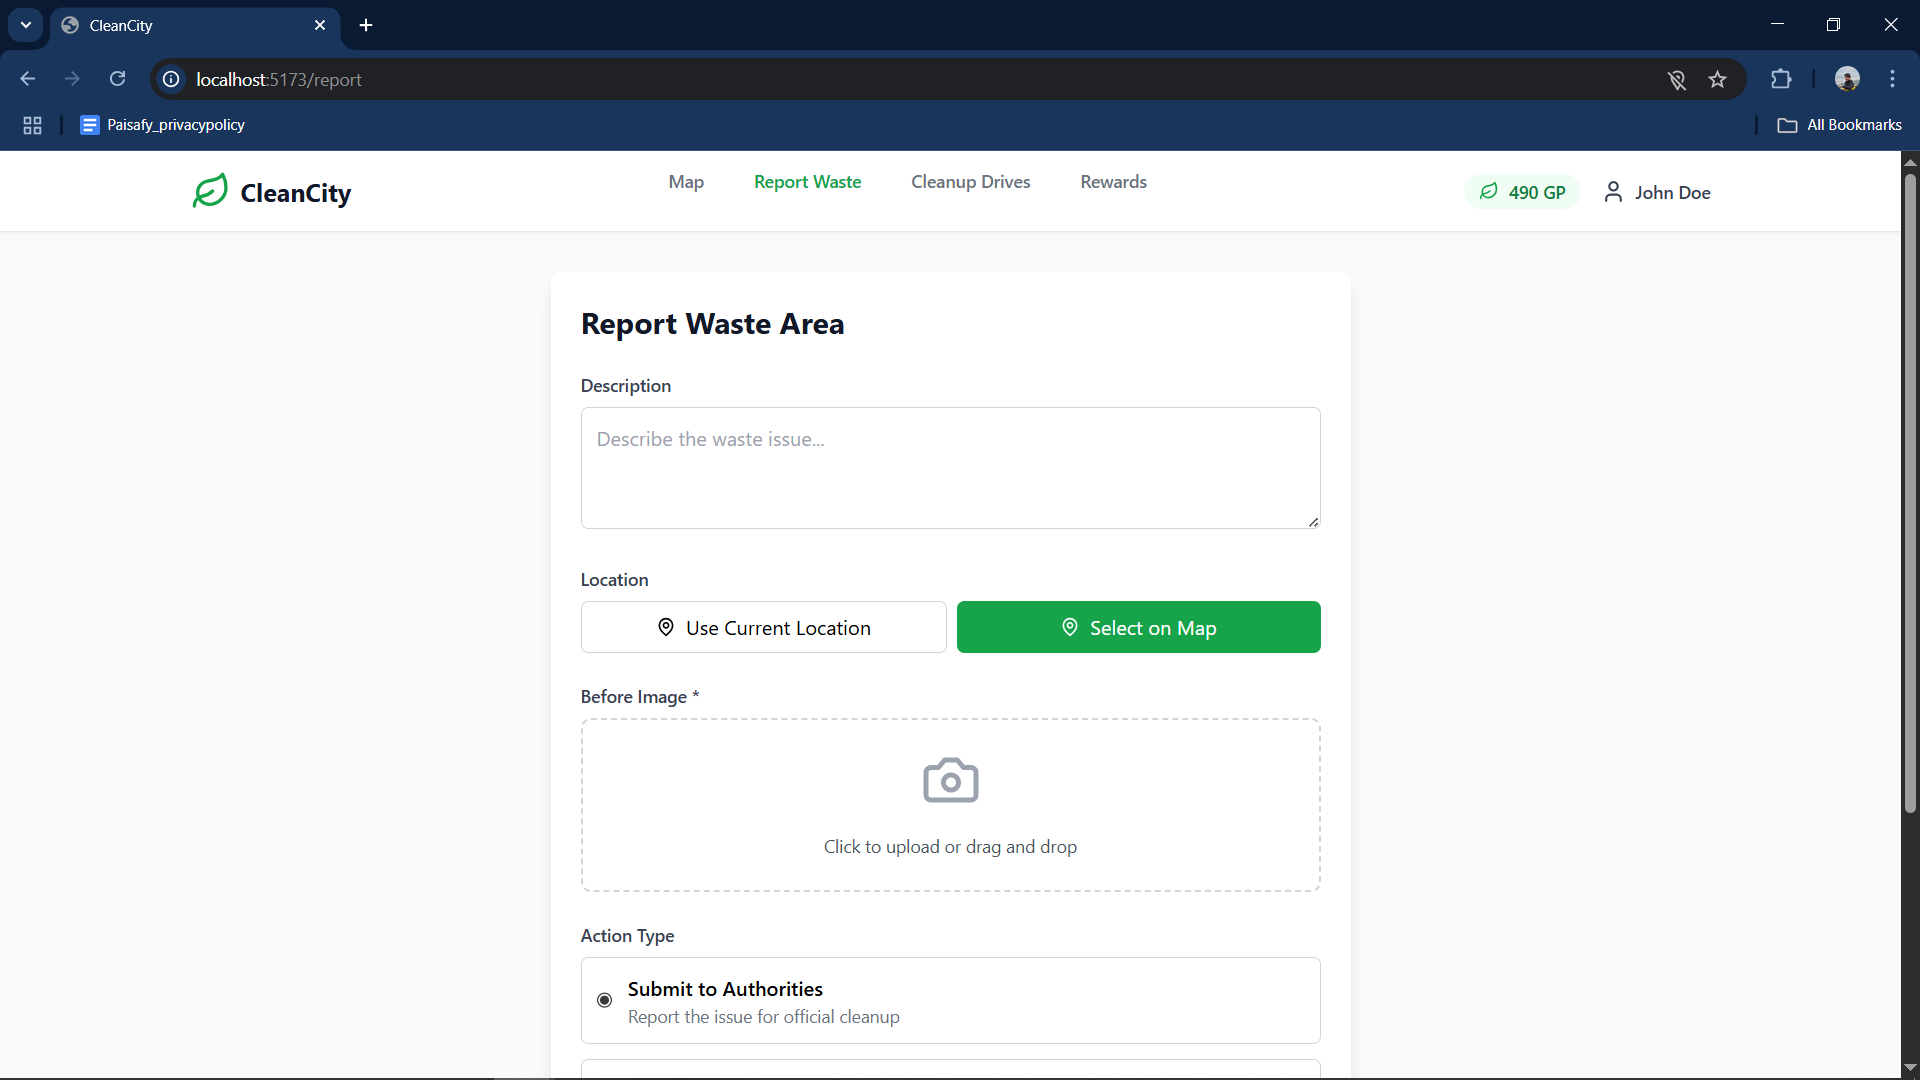 CleanCity
localhost:5173/report
Paisafy_privacypolicy
All Bookmarks
CleanCity
Map
Report Waste
Cleanup Drives
Rewards
490 GP
John Doe
Report Waste Area
Description
Describe the waste issue...
Location
Use Current Location
Select on Map
Before Image *
Click to upload or drag and drop
Action Type
Submit to Authorities
Report the issue for official cleanup